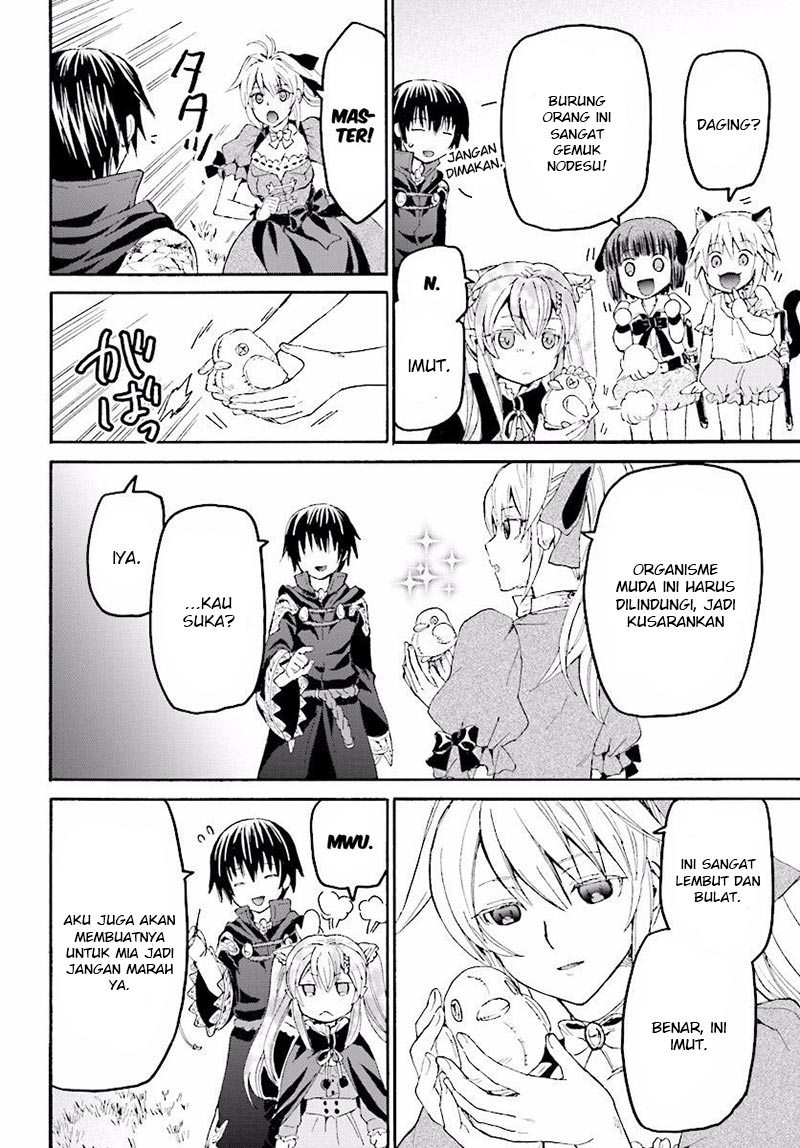 DAGING?
BURUNG
ORANG INI
SANGAT
GEMUK
NODESU!
JANGAN
DIMAKAN.
N.
IMUT.
MAS-
TER!
タタタッ
がばっ
ORGANISME
MUDA INI HARUS
DILINDUNGI, JADI
KUSARANKAN
...KAU
SUKA?
IYA.
INI SANGAT
LEMBUT DAN
BULAT.
BENAR, INI
IMUT.
MWU.
AKU JUGA AKAN
MEMBUATNYA
UNTUK MIA JADI
JANGAN MARAH
YA.